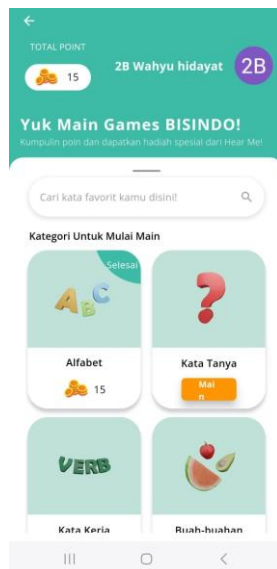 TOTAL POINT
15
2B Wahyu hidayat
2B
Yuk Main Games BISINDO!
Kumpulin poin dan dapatkan hadiah spesial dari Hear Me!
Cari kata favorit kamu disini!
Kategori Untuk Mulai Main
Selesai
ABC
Alfabet
15
?
Kata Tanya
Mai
n
VERB
Kata Kerja
Buah-buahan